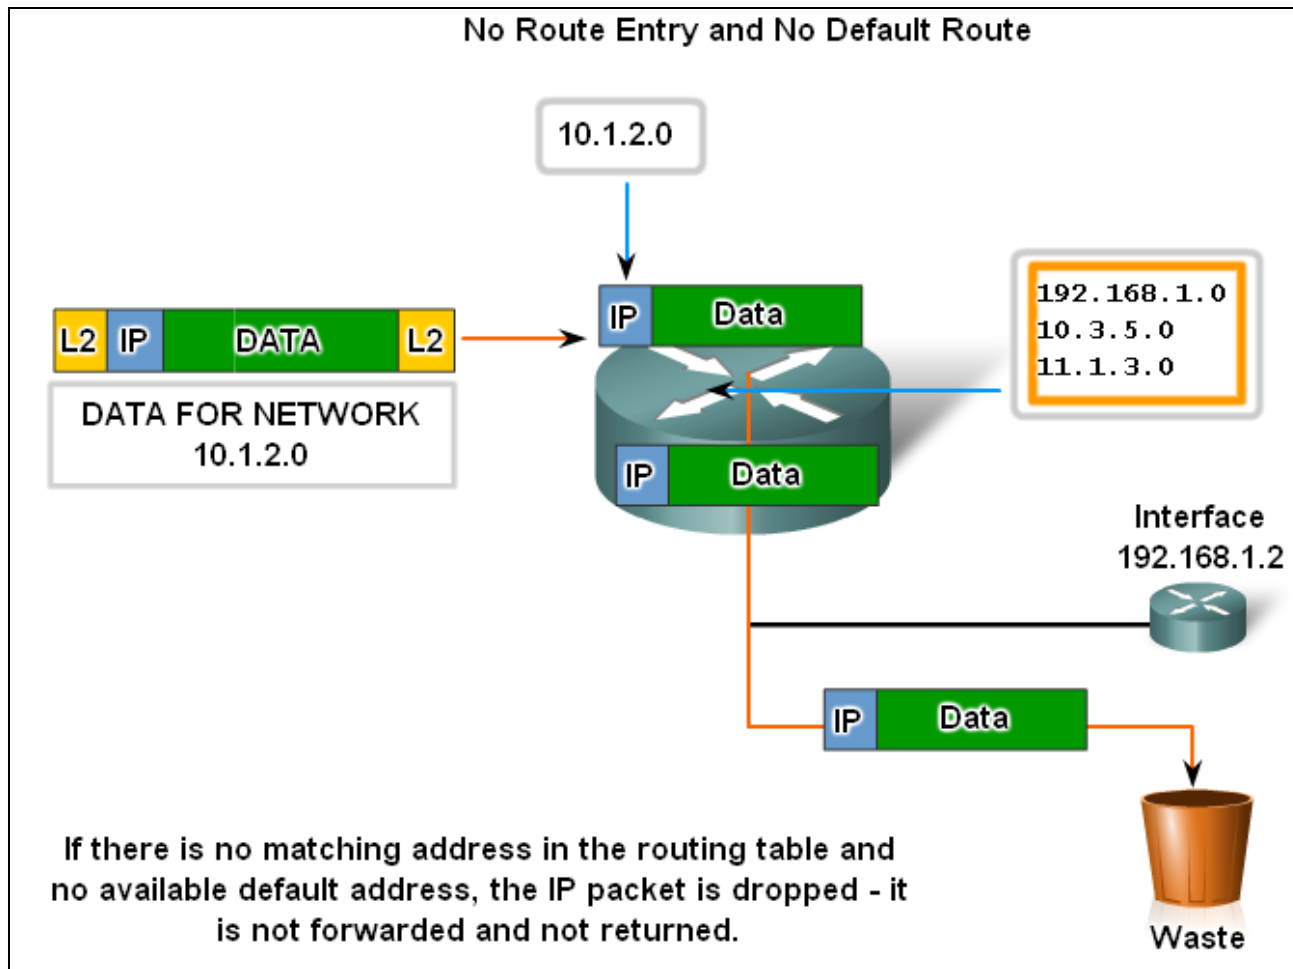 No Route Entry and No Default Route
10.1.2.0
192.168.1.0
10.3.5.0
11.1.3.0
IP Data
L2 IP DATA L2
DATA FOR NETWORK
10.1.2.0
IP Data
Interface
192.168.1.2
IP Data
If there is no matching address in the routing table and
no available default address, the IP packet is dropped - it
is not forwarded and not returned.
Waste